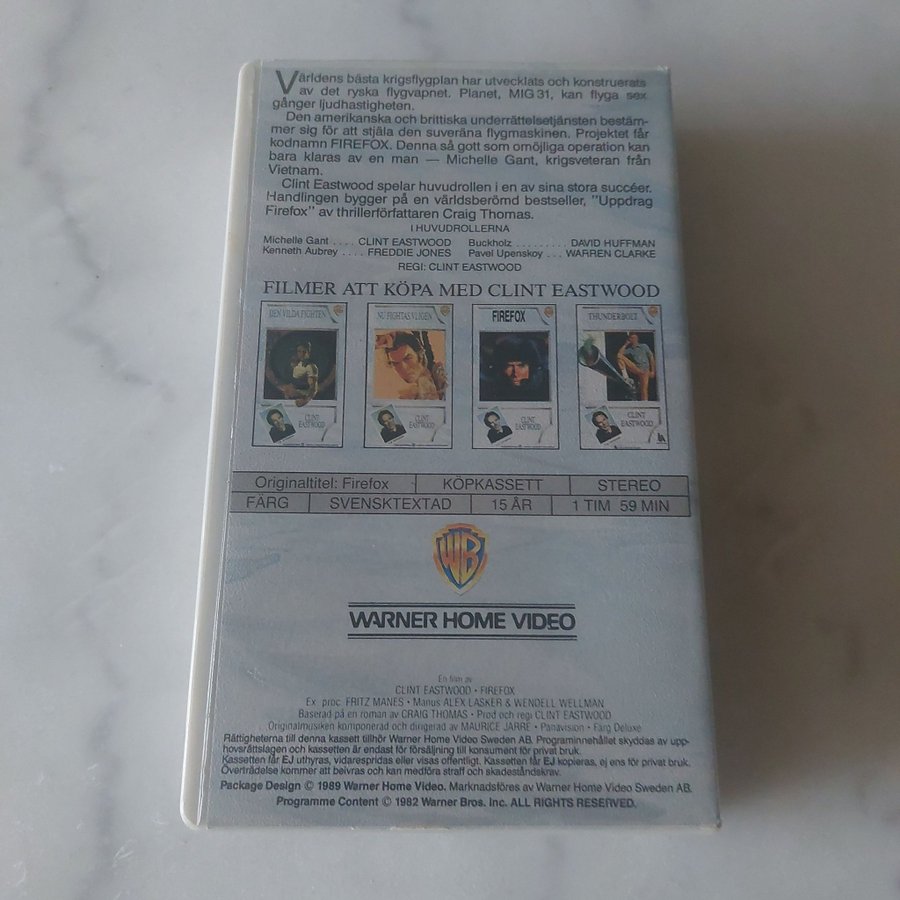 Världens bästa krigsflygplan har utvecklats och konstruerats
av det ryska flygvapnet. Planet, MIG 31, kan flyga sex
gånger ljudhastigheten.
Den amerikanska och brittiska underrättelsetjänsten bestäm-
mer sig för att stjäla den suveräna flygmaskinen. Projektet får
kodnamn FIREFOX. Denna så gott som omöjliga operation kan
bara klaras av en man — Michelle Gant, krigsveteran från
Vietnam.
Clint Eastwood spelar huvudrollen i en av sina stora succéer.
Handlingen bygger på en världsberömd bestseller, "Uppdrag
Firefox" av thrillerförfattaren Craig Thomas.
I HUVUDROLLERNA
Michelle Gant .... CLINT EASTWOOD Buckholz ......... DAVID HUFFMAN
Kenneth Aubrey .... FREDDIE JONES Pavel Upenskoy ... WARREN CLARKE
REGI: CLINT EASTWOOD
FILMER ATT KÖPA MED CLINT EASTWOOD
DEN VILDA FIGHTEN NU FIGHTAS VI IGEN FIREFOX THUNDERBOLT
CLINT EASTWOOD CLINT EASTWOOD CLINT EASTWOOD CLINT EASTWOOD
Originaltitel: Firefox KÖPKASSETT STEREO
FÄRG SVENSKTEXTAD 15 ÅR 1 TIM 59 MIN
WB
WARNER HOME VIDEO
En film av
CLINT EASTWOOD • FIREFOX
Ex proc. FRITZ MANES • Manus ALEX LASKER & WENDELL WELLMAN
Baserad på en roman av CRAIG THOMAS • Prod och regi CLINT EASTWOOD
Originalmusiken komponerad och dirigerad av MAURICE JARRE • Panavision • Färg Deluxe
Rättigheterna till denna kassett tillhör Warner Home Video Sweden AB. Programinnehållet skyddas av upp-
hovsrättslagen och kassetten är endast för försäljning till konsument för privat bruk.
Kassetten får EJ uthyras, vidarespridas eller visas offentligt. Kassetten får EJ kopieras, ej ens för privat bruk.
Överträdelse kommer att beivras och kan medföra straff och skadeståndskrav.
Package Design © 1989 Warner Home Video. Marknadsföres av Warner Home Video Sweden AB.
Programme Content © 1982 Warner Bros. Inc. ALL RIGHTS RESERVED.